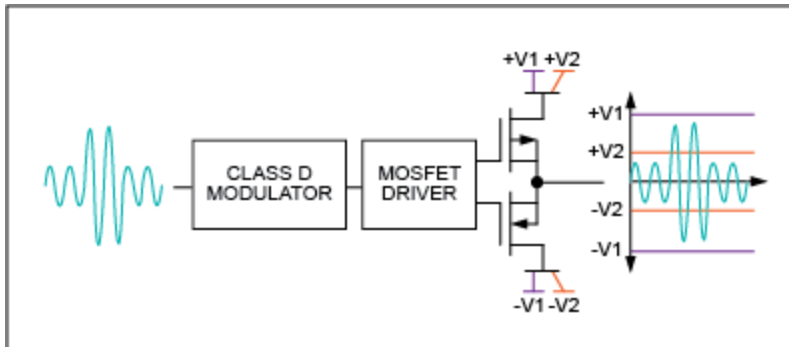 +V1 +V2
CLASS D
MODULATOR
MOSFET
DRIVER
-V1 -V2
+V1
+V2
-V2
-V1